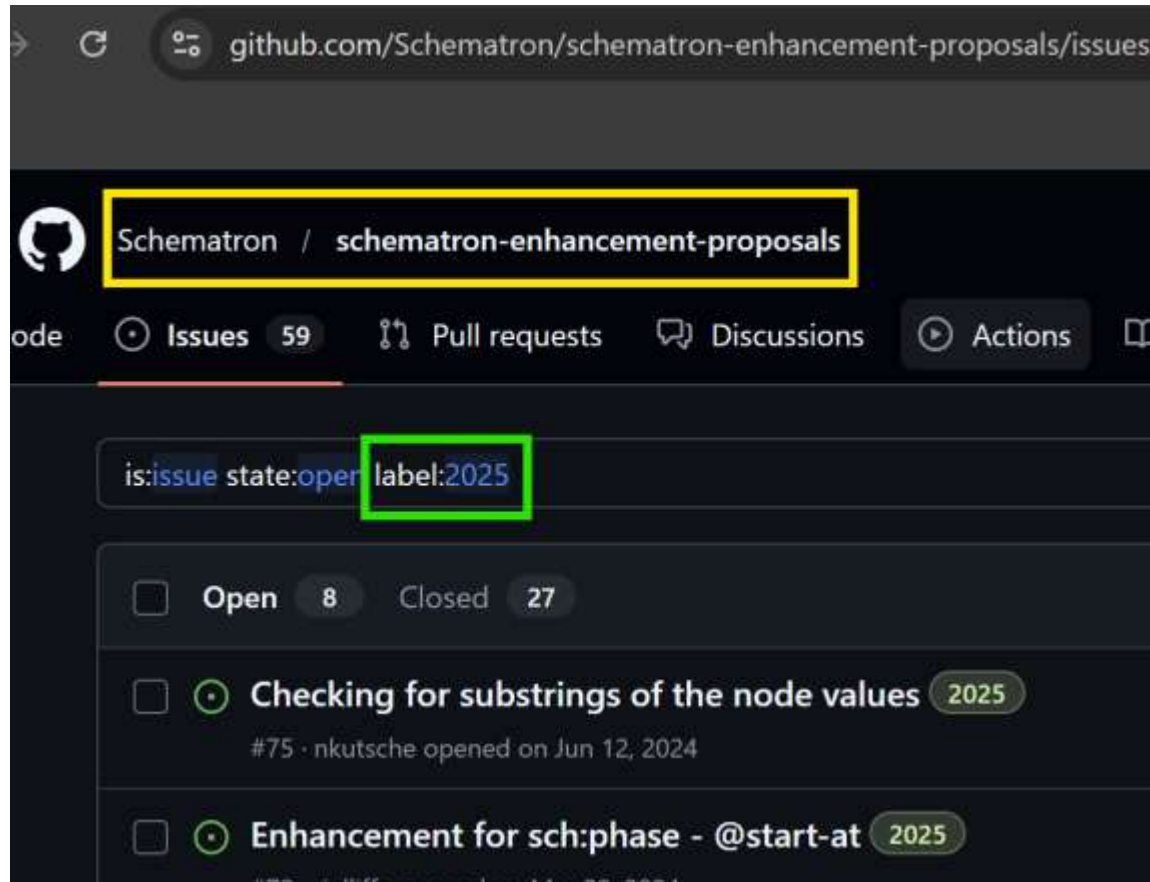 github.com/Schematron/schematron-enhancement-proposals/issues
Schematron / schematron-enhancement-proposals
ode Issues 59 Pull requests Discussions Actions
is:issue state:open label:2025
Open 8 Closed 27
Checking for substrings of the node values 2025
#75 · nkutsche opened on Jun 12, 2024
Enhancement for sch:phase - @start-at 2025